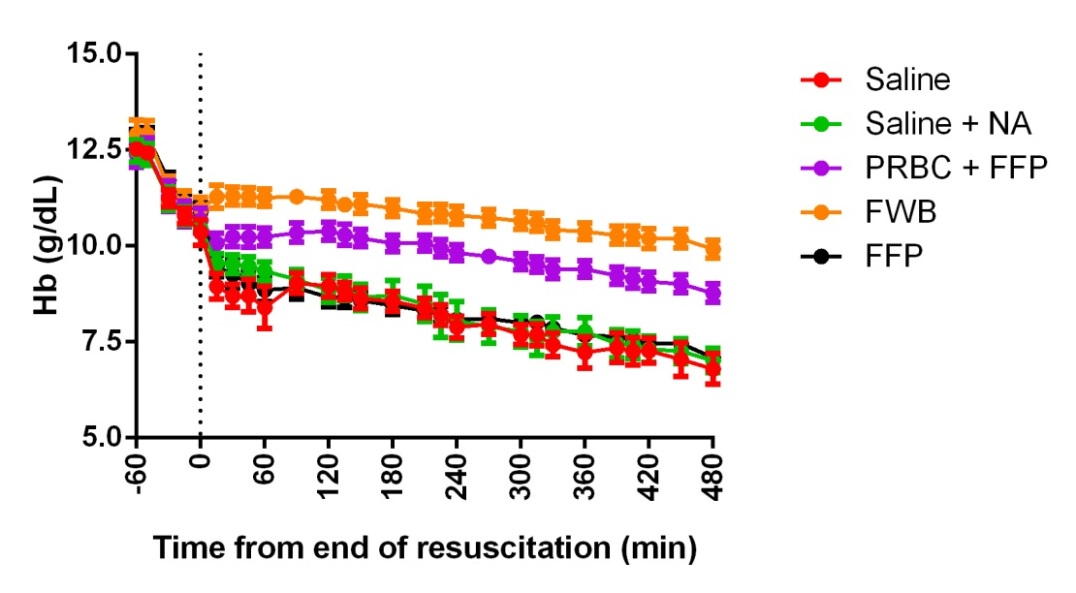 15.0
12.5
10.0
7.5
5.0
Hb (g/dL)
-60 0 60 120 180 240 300 360 420 480
Time from end of resuscitation (min)
Saline
Saline + NA
PRBC + FFP
FWB
FFP